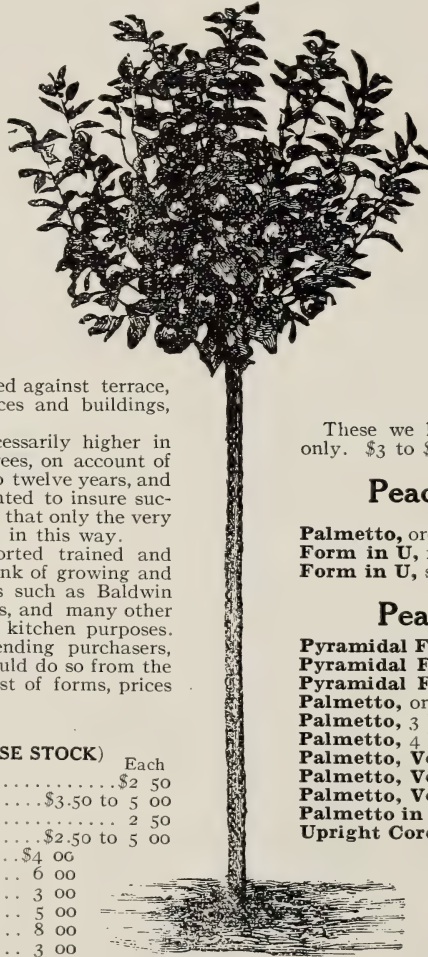 ed against terrace,
ces and buildings,
cessarily higher in
rees, on account of
o twelve years, and
nted to insure suc-
that only the very
in this way.
orted trained and
nk of growing and
s such as Baldwin
s, and many other
kitchen purposes.
ending purchasers,
uld do so from the
st of forms, prices
SE STOCK)
Each
............$2 50
....$3.50 to 5 00
............ 2 50
....$2.50 to 5 00
..$4 00
.. 6 00
.. 3 00
.. 5 00
.. 8 00
.. 3 00
These we
only. $3 to $
Peac
Palmetto, or
Form in U,
Form in U, s
Pea
Pyramidal F
Pyramidal F
Pyramidal F
Palmetto, or
Palmetto, 3
Palmetto, 4
Palmetto, Ve
Palmetto, Ve
Palmetto, Ve
Palmetto in
Upright Cor